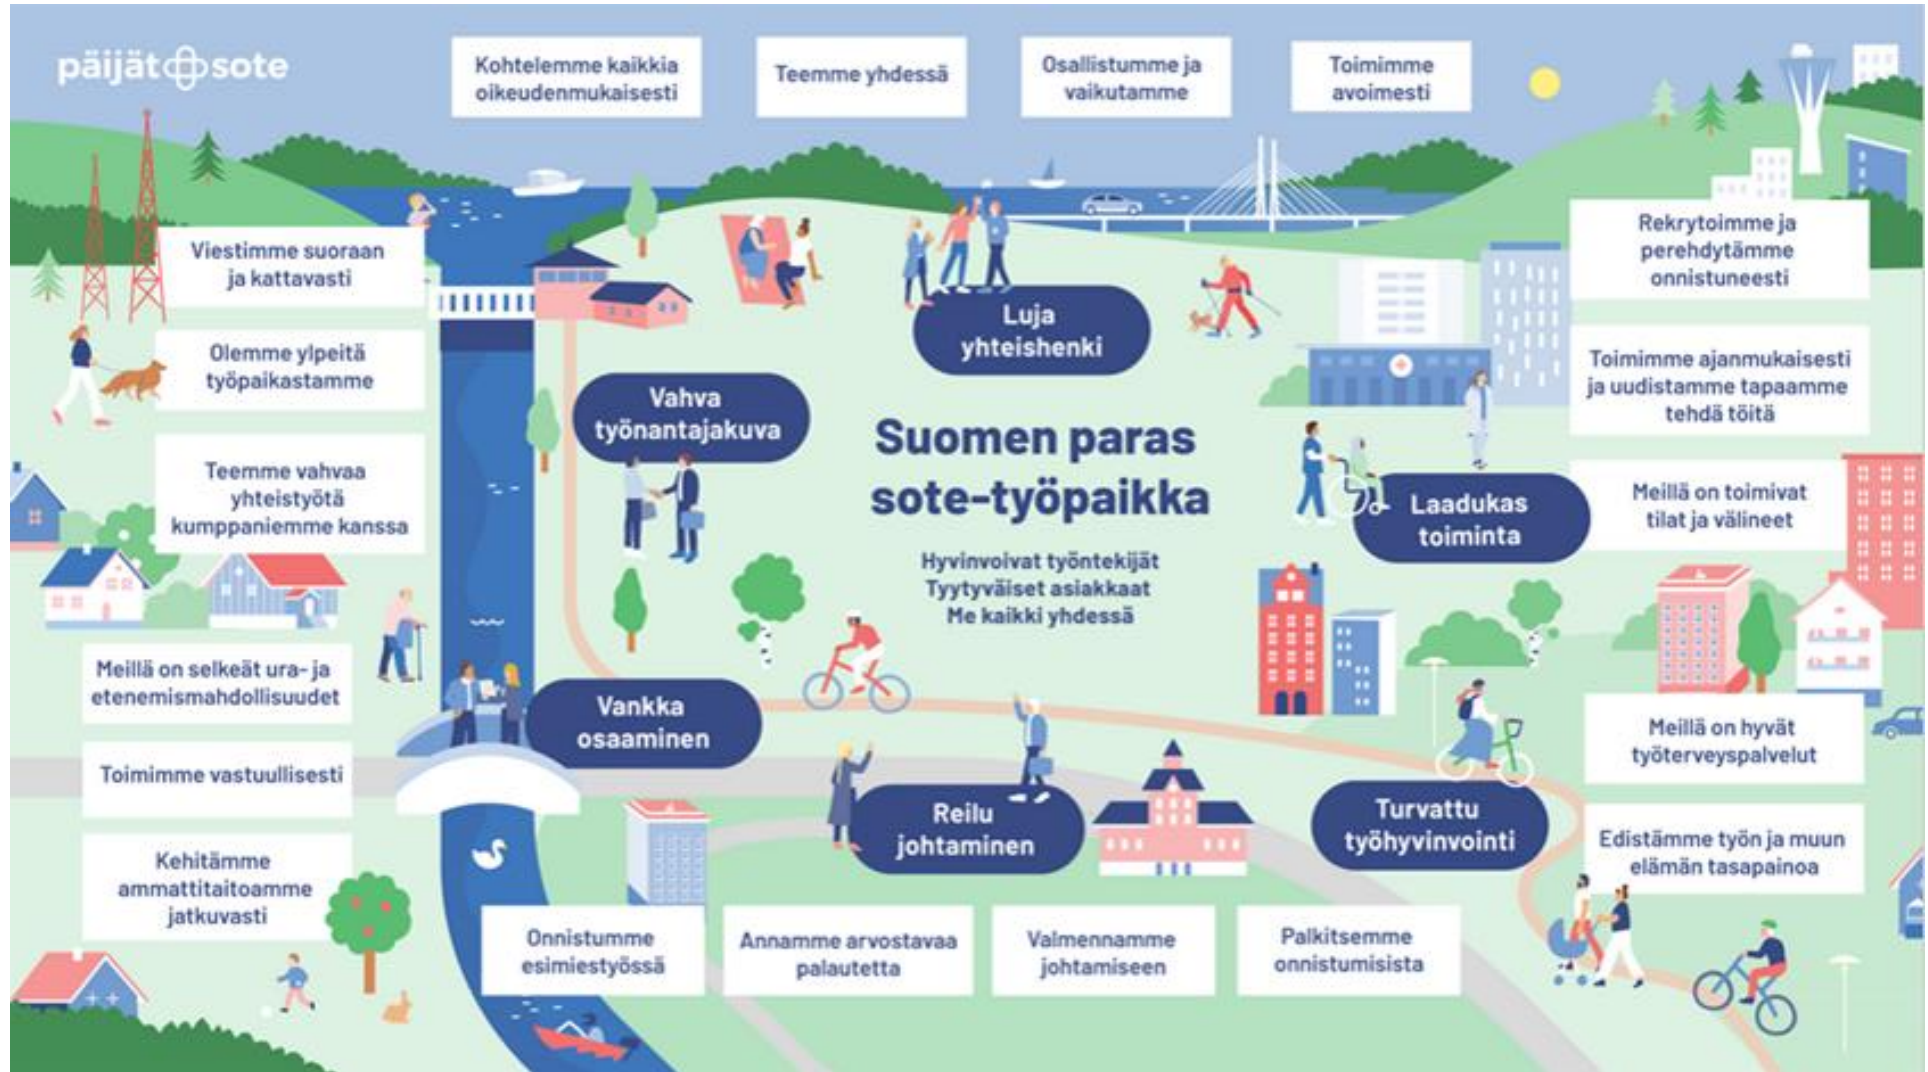 päijät sote
Kohtelemme kaikkia
oikeudenmukaisesti
Teemme yhdessä
Osallistumme ja
vaikutamme
Toimimme
avoimesti
Viestimme suoraan
ja kattavasti
Olemme ylpeitä
työpaikastamme
Teemme vahvaa
yhteistyötä
kumppaniemme kanssa
Vahva
työnantajakuva
Luja
yhteishenki
Suomen paras
sote-työpaikka
Hyvinvoivat työntekijät
Tyytyväiset asiakkaat
Me kaikki yhdessä
Rekrytoimme ja
perehdytämme
onnistuneesti
Toimimme ajanmukaisesti
ja uudistamme tapaamme
tehdä töitä
Meillä on toimivat
tilat ja välineet
Laadukas
toiminta
Meillä on selkeät ura- ja
etenemismahdollisuudet
Toimimme vastuullisesti
Kehitämme
ammattitaitoamme
jatkuvasti
Vankka
osaaminen
Reilu
johtaminen
Turvattu
työhyvinvointi
Meillä on hyvät
työterveyspalvelut
Edistämme työn ja muun
elämän tasapainoa
Onnistumme
esimiestyössä
Annamme arvostavaa
palautetta
Valmennamme
johtamiseen
Palkitsemme
onnistumisista